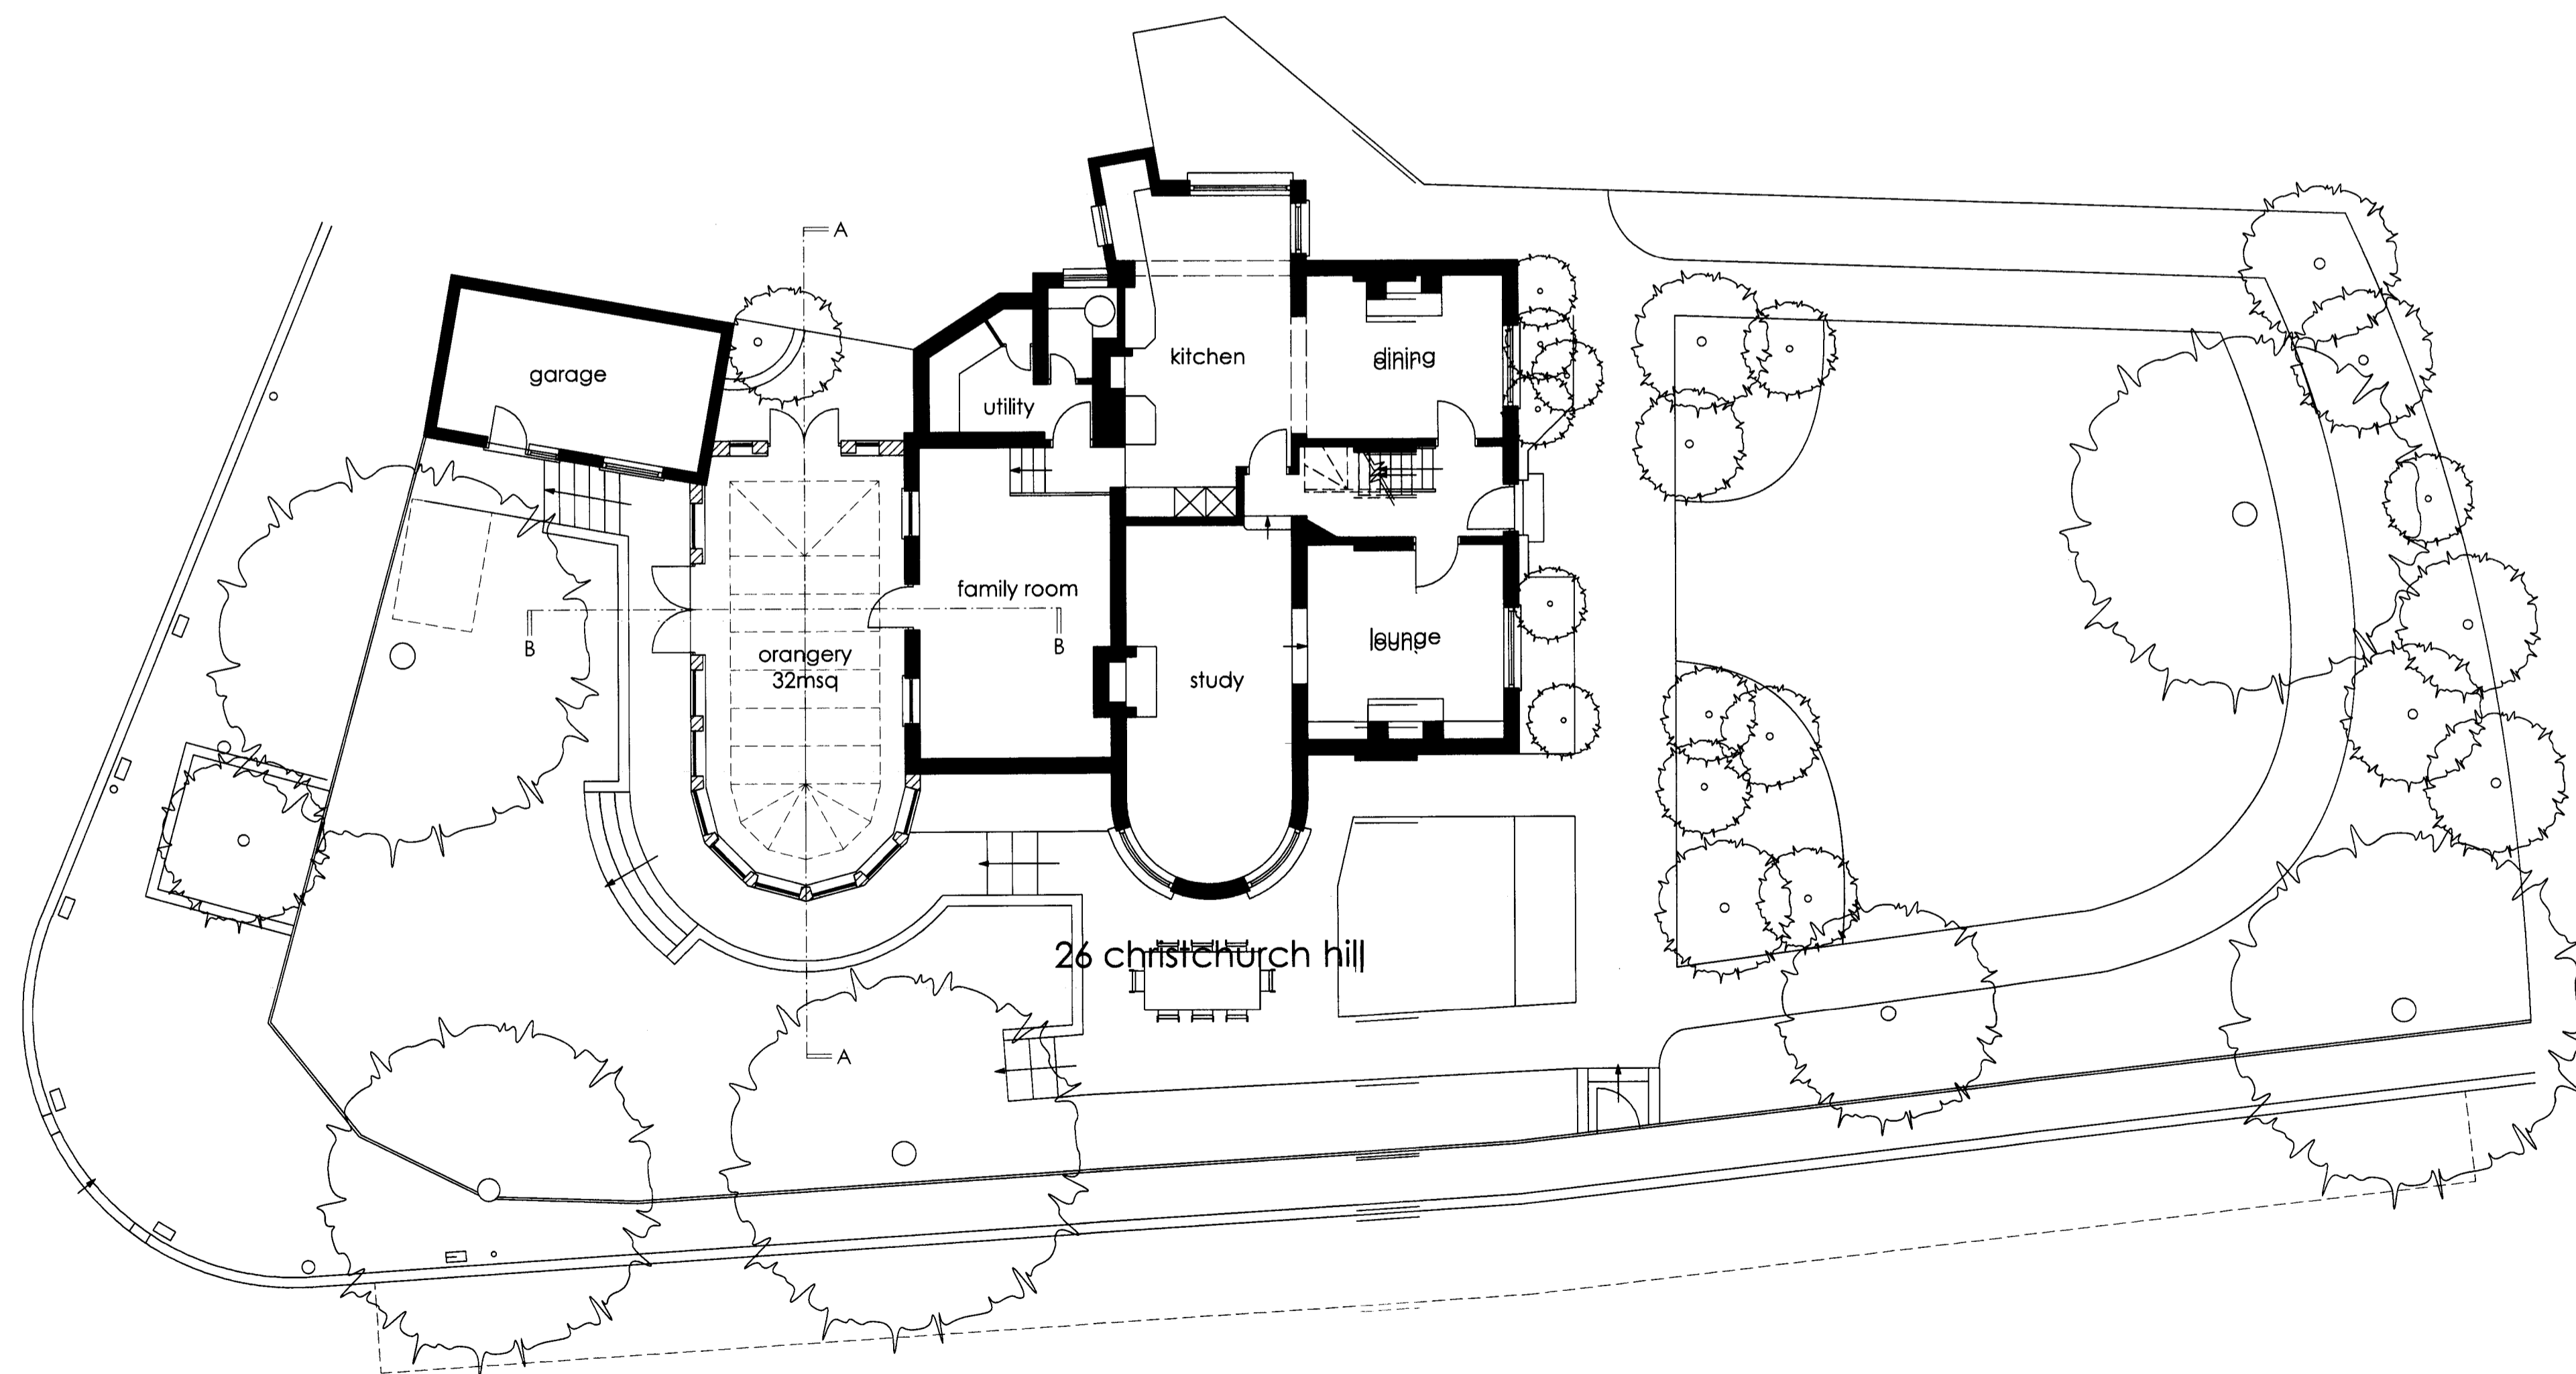 A
kitchen
dining
garage
utility
family room
B
B
orangery
32msq
study
lounge
26 christchurch hill
A